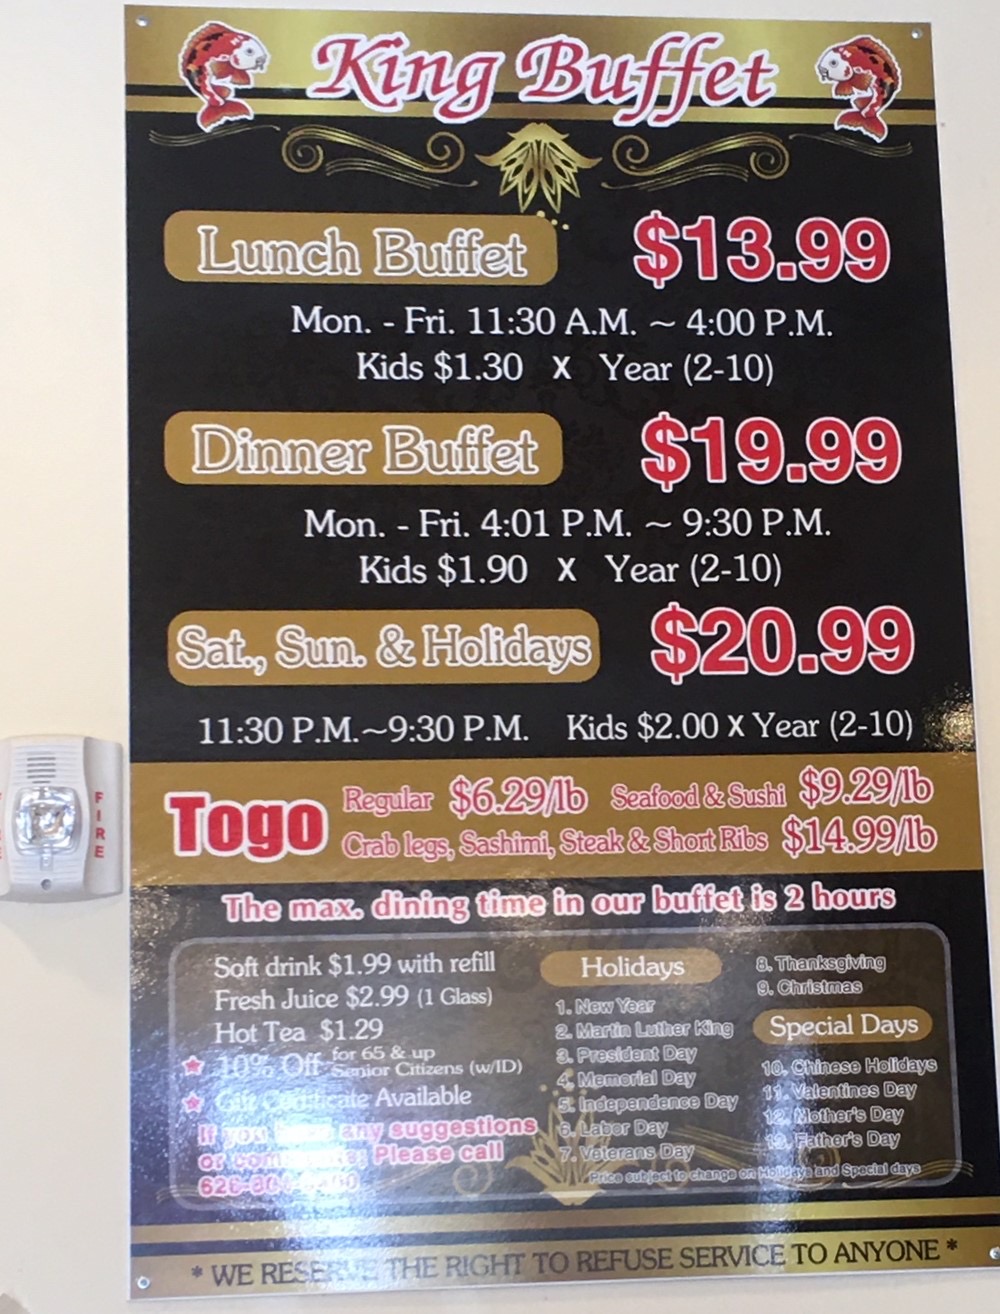 King Buffet
Lunch Buffet $13.99
Mon. - Fri. 11:30 A.M. ~ 4:00 P.M.
Kids $1.30 X Year (2-10)
Dinner Buffet $19.99
Mon. - Fri. 4:01 P.M. ~ 9:30 P.M.
Kids $1.90 X Year (2-10)
Sat., Sun. & Holidays $20.99
11:30 P.M.~9:30 P.M. Kids $2.00 X Year (2-10)
Togo
Regular $6.29/lb Seafood & Sushi $9.29/lb
Crab legs, Sashimi, Steak & Short Ribs $14.99/lb
The max. dining time in our buffet is 2 hours
Soft drink $1.99 with refill
Fresh Juice $2.99 (1 Glass)
Hot Tea $1.29
10% Off for 65 & up
Senior Citizens (w/ID)
Gift Certificate Available
If you have any suggestions
or Please call
Holidays
1. New Year
2. Martin Luther King
3. President Day
4. Memorial Day
5. Independence Day
6. Labor Day
7. Veterans Day
8. Thanksgiving
9. Christmas
Special Days
10. Chinese Holidays
11. Valentines Day
12. Mother's Day
13. Father's Day
Price subject to change on Holidays and Special days
* WE RESERVE THE RIGHT TO REFUSE SERVICE TO ANYONE *
FIRE